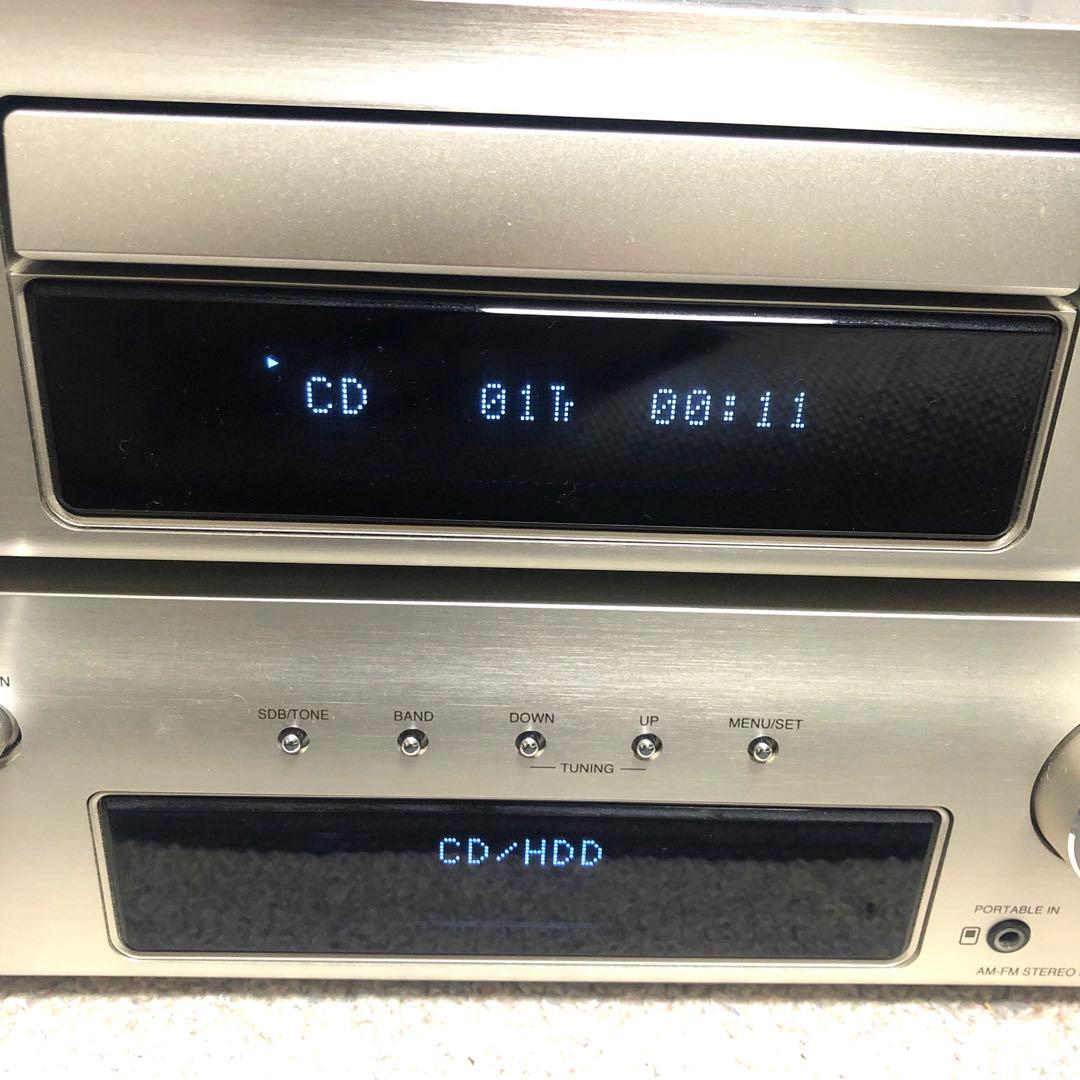 CD 01Tr 00:11
N
SDB/TONE BAND DOWN UP MENU/SET
TUNING
CD/HDD
PORTABLE IN
AM-FM STEREO